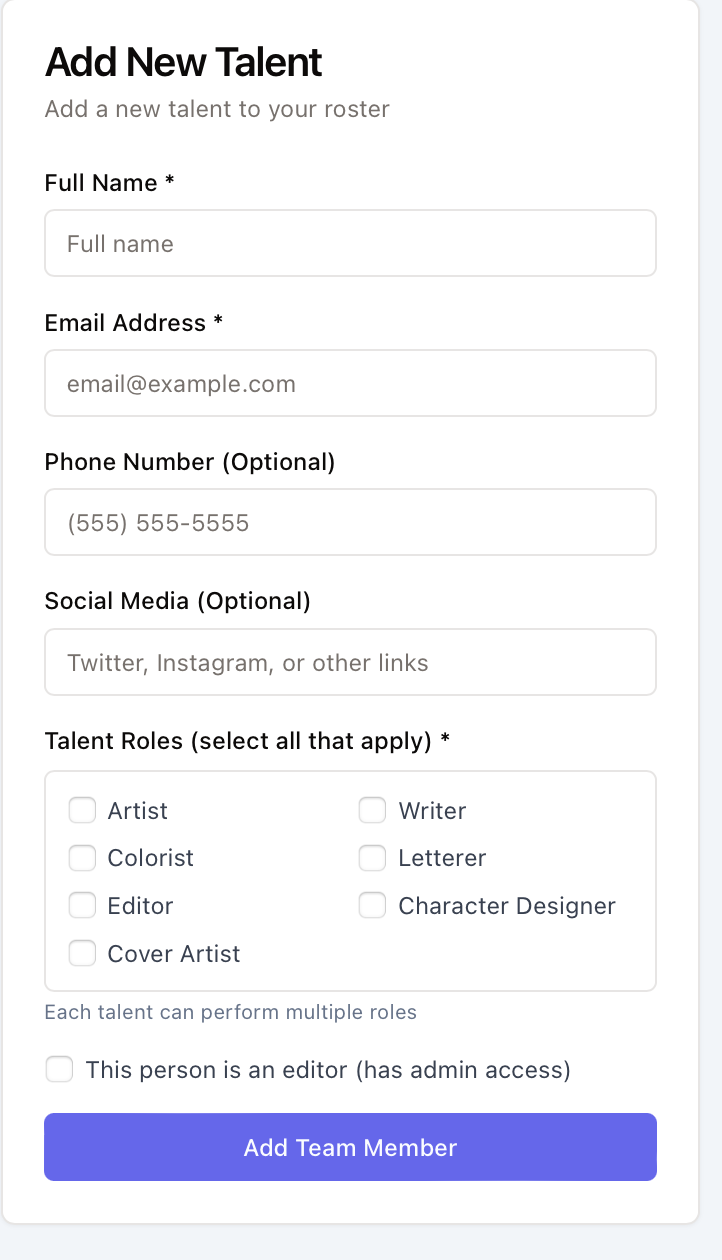 Add New Talent
Add a new talent to your roster
Full Name *
Full name
Email Address *
email@example.com
Phone Number (Optional)
(555) 555-5555
Social Media (Optional)
Twitter, Instagram, or other links
Talent Roles (select all that apply) *
Artist
Writer
Colorist
Letterer
Editor
Character Designer
Cover Artist
Each talent can perform multiple roles
This person is an editor (has admin access)
Add Team Member